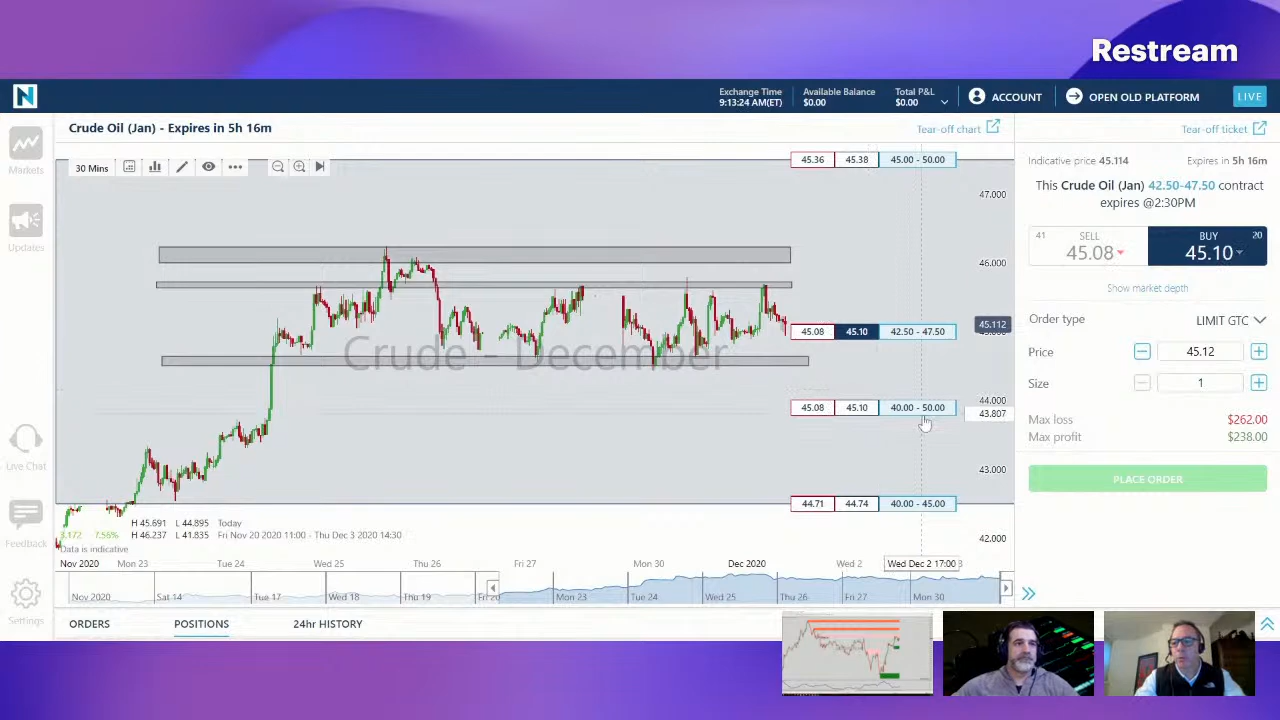 Restream
N
Exchange Time
9:13:24 AM(ET)
Available Balance
$0.00
Total P&L
$0.00
ACCOUNT
OPEN OLD PLATFORM
LIVE
Markets
Updates
Live Chat
Feedback
Settings
Crude Oil (Jan) - Expires in 5h 16m
Tear-off chart
30 Mins
45.36 45.38 45.00 - 50.00
47.000
46.000
45.112
45.08 45.10 42.50 - 47.50
Crude - December
44.000
45.08 45.10 40.00 - 50.00
43.807
43.000
44.71 44.74 40.00 - 45.00
42.000
H 45.691 L 44.895 Today
3.172 7.56% H 46.237 L 41.835 Fri Nov 20 2020 11:00 - Thu Dec 3 2020 14:30
Data is indicative
Nov 2020 Mon 23 Tue 24 Wed 25 Thu 26 Fri 27 Mon 30 Dec 2020 Wed 2 Wed Dec 2 17:00
Nov 2020 Sat 14 Tue 17 Wed 18 Thu 19 Mon 23 Tue 24 Wed 25 Thu 26 Fri 27 Mon 30
ORDERS
POSITIONS
24hr HISTORY
Tear-off ticket
Indicative price 45.114
Expires in 5h 16m
This Crude Oil (Jan) 42.50-47.50 contract
expires @2:30PM
41 SELL
45.08
BUY 20
45.10
Show market depth
Order type LIMIT GTC
Price 45.12
Size 1
Max loss $262.00
Max profit $238.00
PLACE ORDER